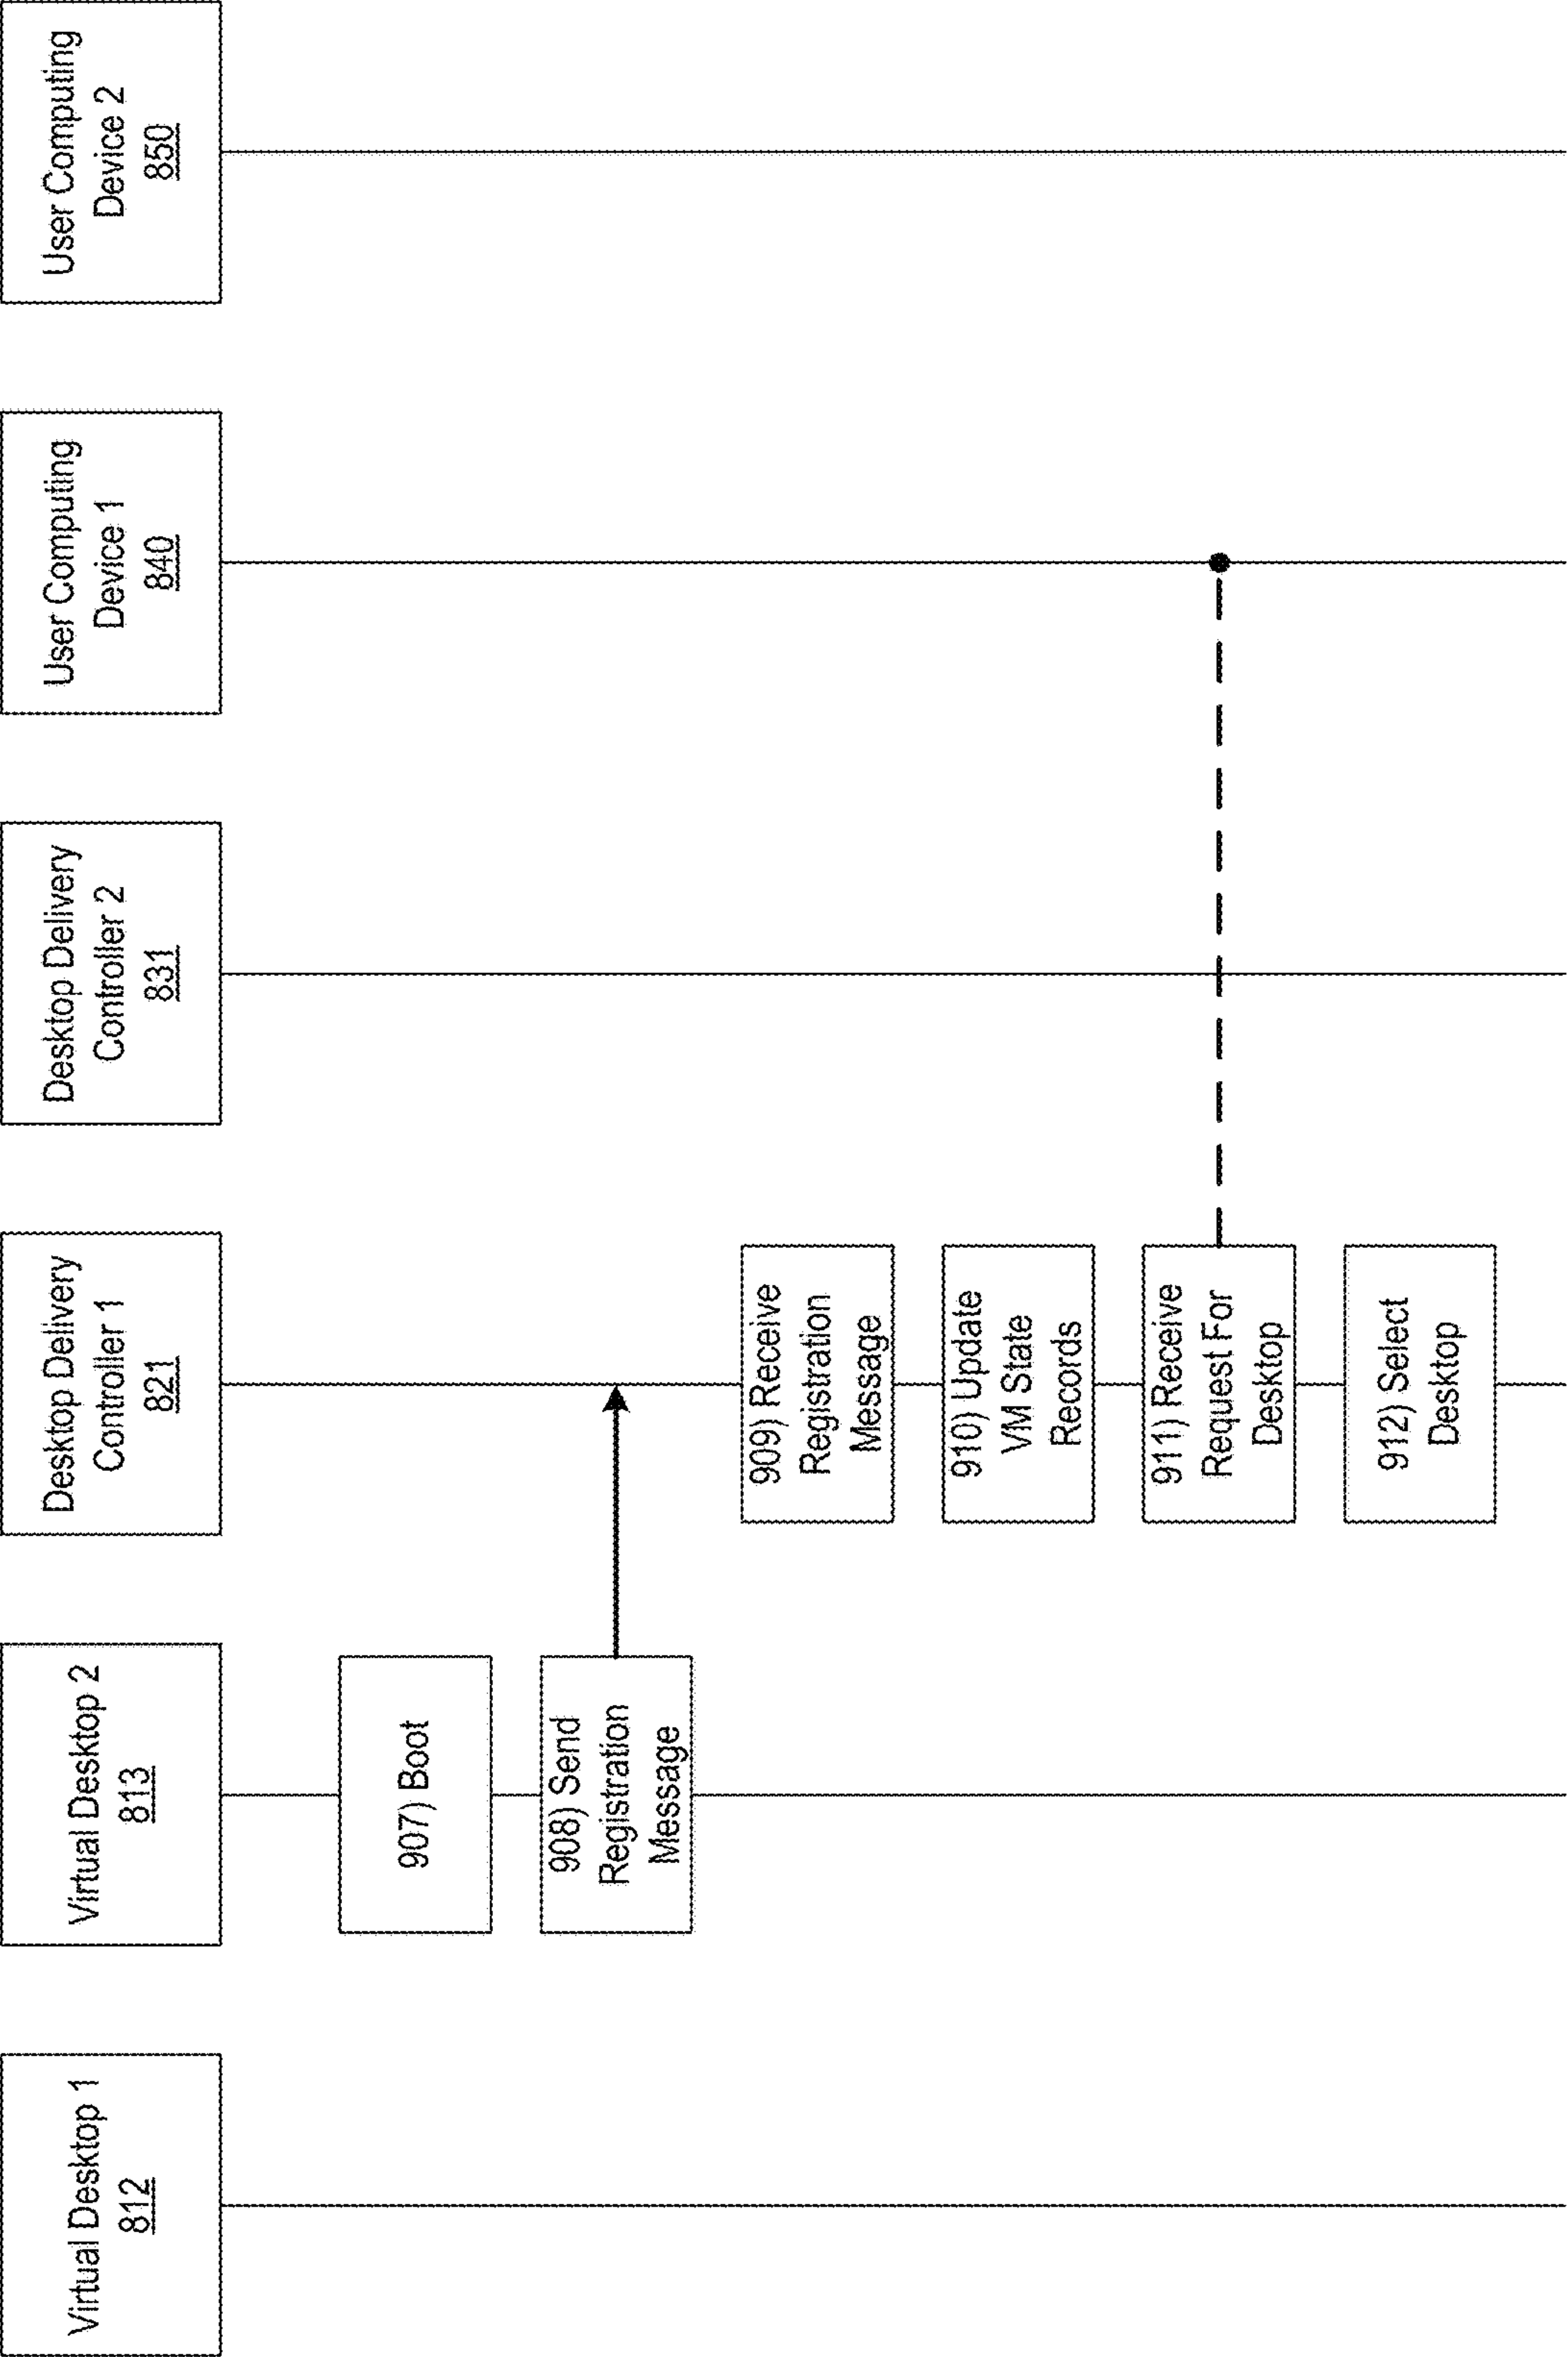 Virtual Desktop 1
812
Virtual Desktop 2
813
Desktop Delivery
Controller 1
821
Desktop Delivery
Controller 2
831
User Computing
Device 1
840
User Computing
Device 2
850
907) Boot
908) Send
Registration
Message
909) Receive
Registration
Message
910) Update
VM State
Records
911) Receive
Request For
Desktop
912) Select
Desktop